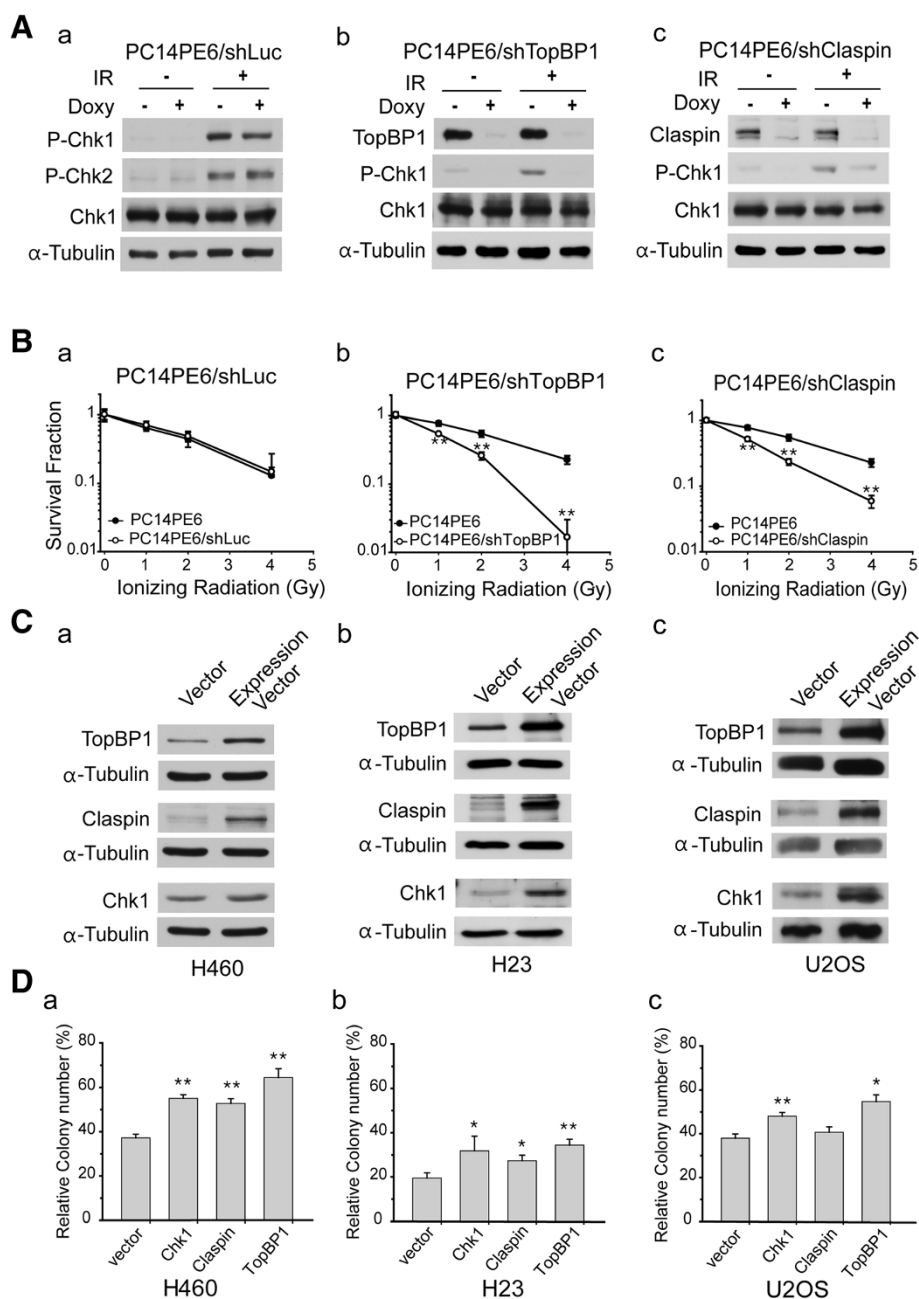 A
a
PC14PE6/shLuc
IR - +
Doxy - + - +
P-Chk1
P-Chk2
Chk1
α-Tubulin
b
PC14PE6/shTopBP1
IR - +
Doxy - + - +
TopBP1
P-Chk1
Chk1
α-Tubulin
c
PC14PE6/shClaspin
IR - +
Doxy - + - +
Claspin
P-Chk1
Chk1
α-Tubulin
B
a
PC14PE6/shLuc
Survival Fraction
1
0.1
0.01
PC14PE6
PC14PE6/shLuc
0 1 2 3 4 5
Ionizing Radiation (Gy)
b
PC14PE6/shTopBP1
1
0.1
0.01
**
**
**
PC14PE6
PC14PE6/shTopBP1
0 1 2 3 4 5
Ionizing Radiation (Gy)
c
PC14PE6/shClaspin
1
0.1
0.01
**
**
**
PC14PE6
PC14PE6/shClaspin
0 1 2 3 4 5
Ionizing Radiation (Gy)
C
a
Vector
Expression
Vector
TopBP1
α-Tubulin
Claspin
α-Tubulin
Chk1
α-Tubulin
H460
b
Vector
Expression
Vector
TopBP1
α-Tubulin
Claspin
α-Tubulin
Chk1
α-Tubulin
H23
c
Vector
Expression
Vector
TopBP1
α-Tubulin
Claspin
α-Tubulin
Chk1
α-Tubulin
U2OS
D
a
Relative Colony number (%)
80
60
40
20
0
**
**
**
vector Chk1 Claspin TopBP1
H460
b
Relative Colony number (%)
80
60
40
20
0
*
*
**
vector Chk1 Claspin TopBP1
H23
c
Relative Colony number (%)
80
60
40
20
0
**
*
vector Chk1 Claspin TopBP1
U2OS